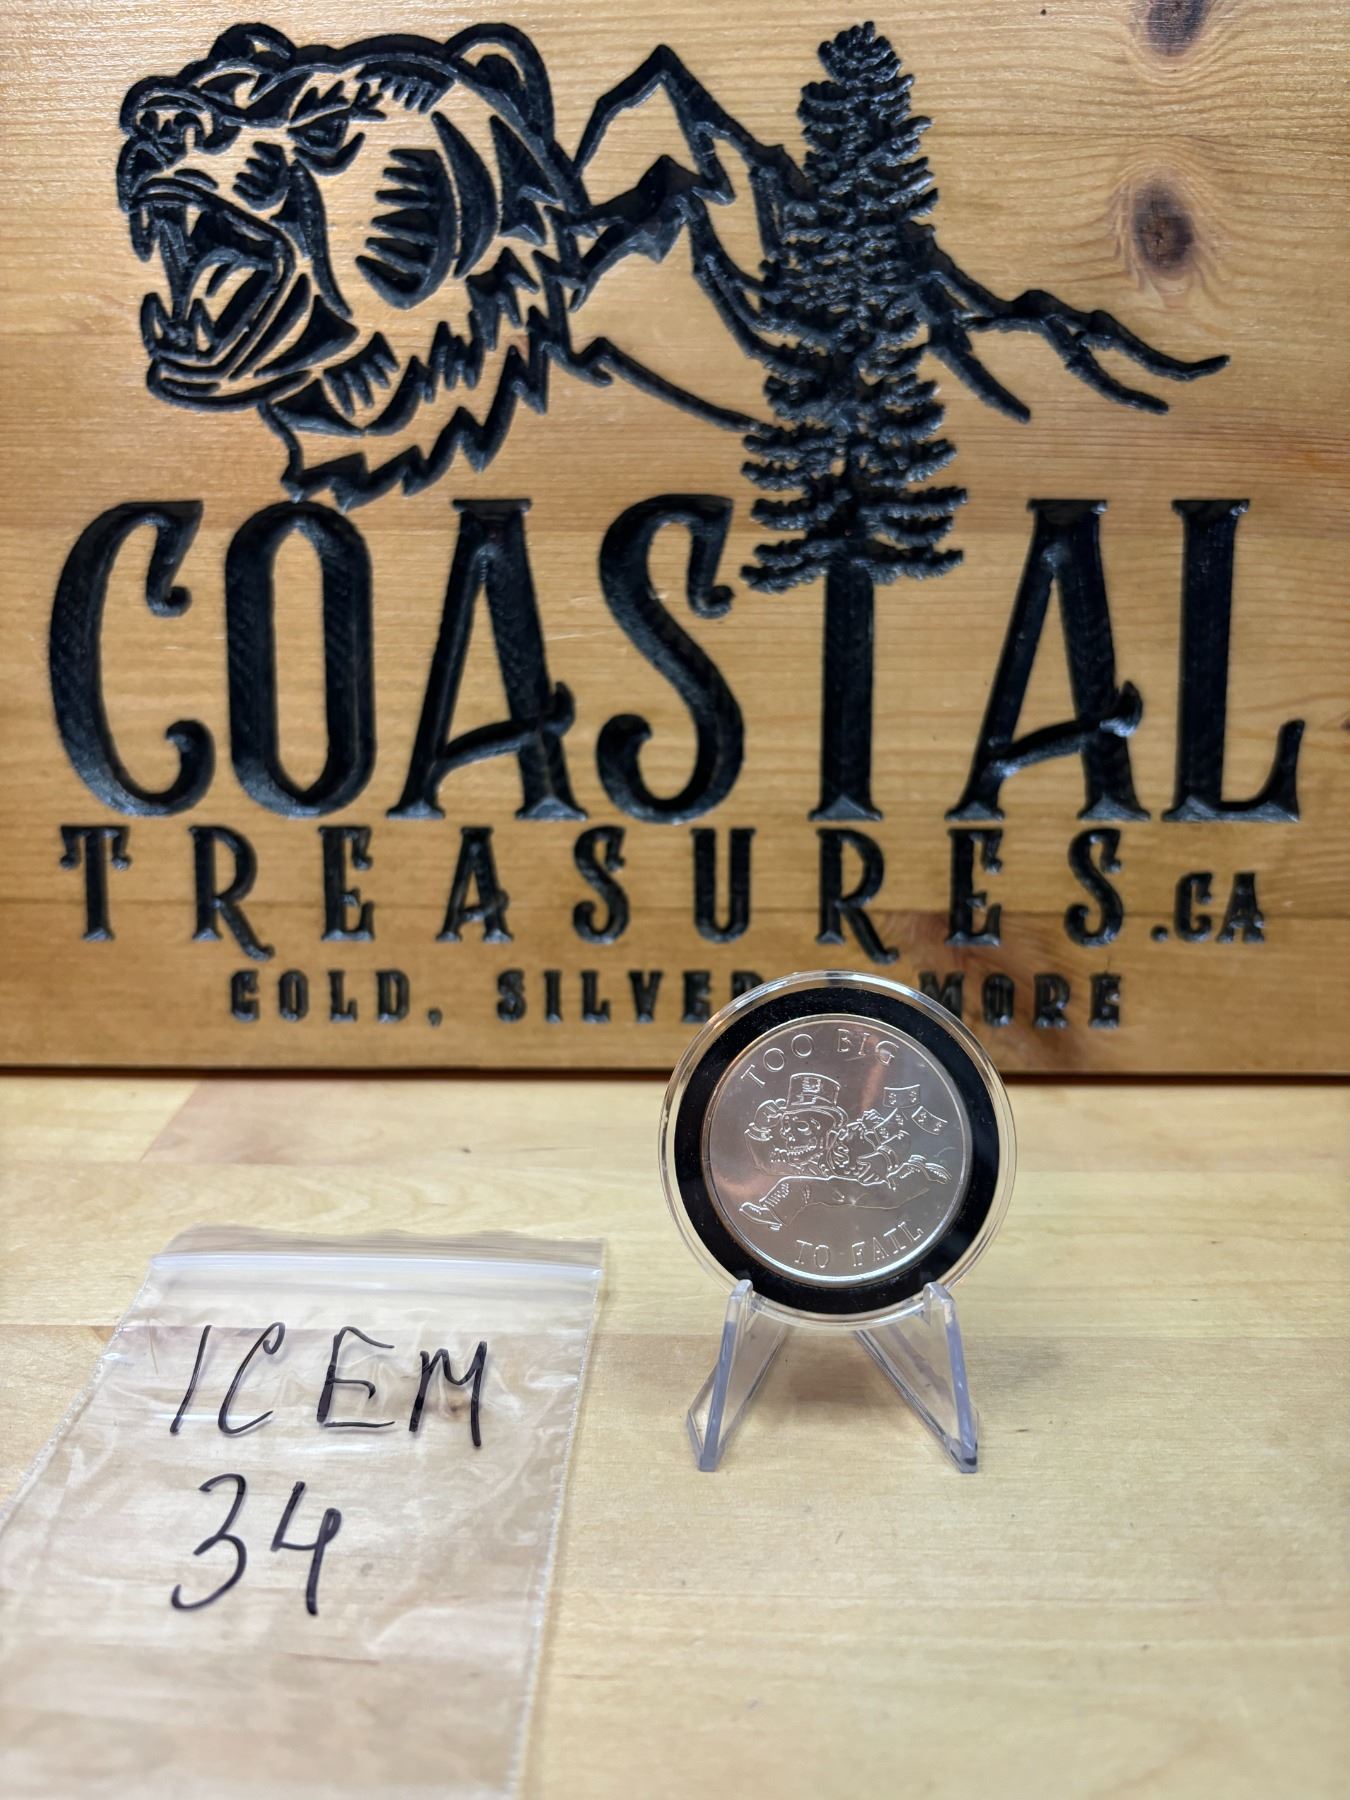 COASTAL
TREASURES.CA
GOLD, SILVER MORE
TOO BIG
$
TO FAIL
ICEM
34